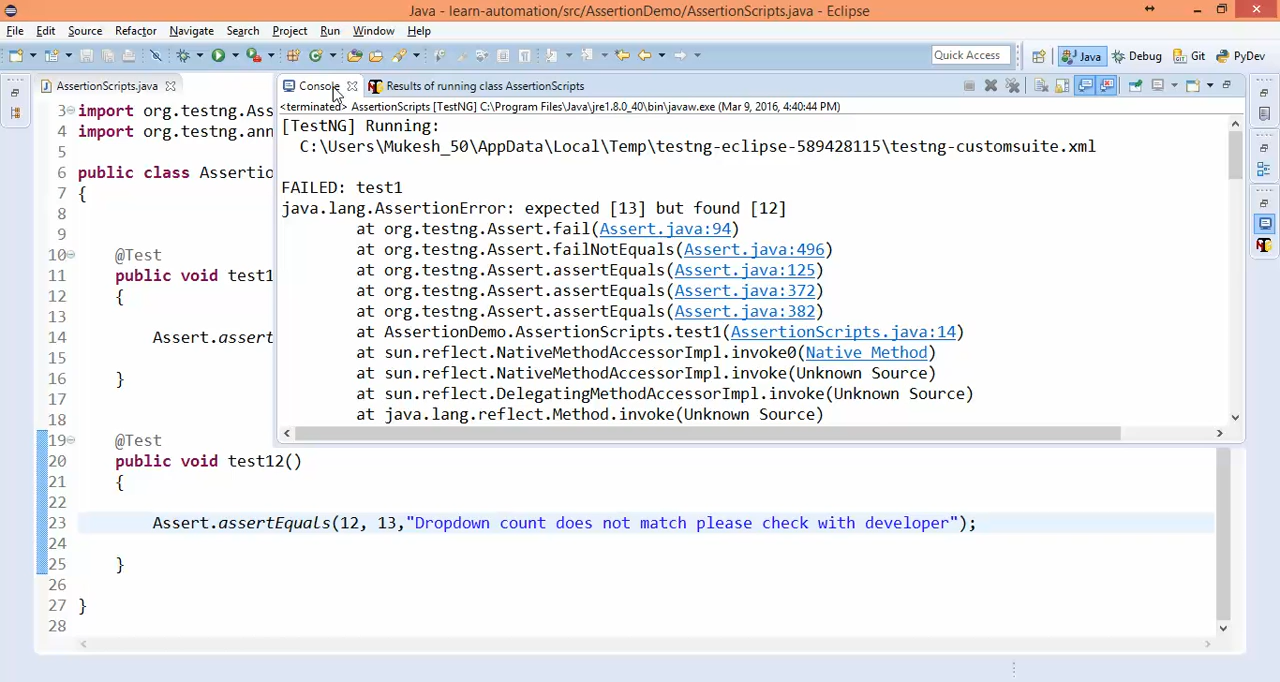 Java - learn-automation/src/AssertionDemo/AssertionScripts.java - Eclipse
File Edit Source Refactor Navigate Search Project Run Window Help
Quick Access Java Debug Git PyDev
AssertionScripts.java
Console Results of running class AssertionScripts
<terminated> AssertionScripts [TestNG] C:\Program Files\Java\jre1.8.0_40\bin\javaw.exe (Mar 9, 2016, 4:40:44 PM)
[TestNG] Running:
C:\Users\Mukesh_50\AppData\Local\Temp\testng-eclipse-589428115\testng-customsuite.xml
FAILED: test1
java.lang.AssertionError: expected [13] but found [12]
at org.testng.Assert.fail(Assert.java:94)
at org.testng.Assert.failNotEquals(Assert.java:496)
at org.testng.Assert.assertEquals(Assert.java:125)
at org.testng.Assert.assertEquals(Assert.java:372)
at org.testng.Assert.assertEquals(Assert.java:382)
at AssertionDemo.AssertionScripts.test1(AssertionScripts.java:14)
at sun.reflect.NativeMethodAccessorImpl.invoke0(Native Method)
at sun.reflect.NativeMethodAccessorImpl.invoke(Unknown Source)
at sun.reflect.DelegatingMethodAccessorImpl.invoke(Unknown Source)
at java.lang.reflect.Method.invoke(Unknown Source)
3 import org.testng.Ass
4 import org.testng.ann
5
6 public class Assertio
7 {
8
9
10 @Test
11 public void test1
12 {
13
14 Assert.assert
15
16 }
17
18
19 @Test
20 public void test12()
21 {
22
23 Assert.assertEquals(12, 13,"Dropdown count does not match please check with developer");
24
25 }
26
27 }
28